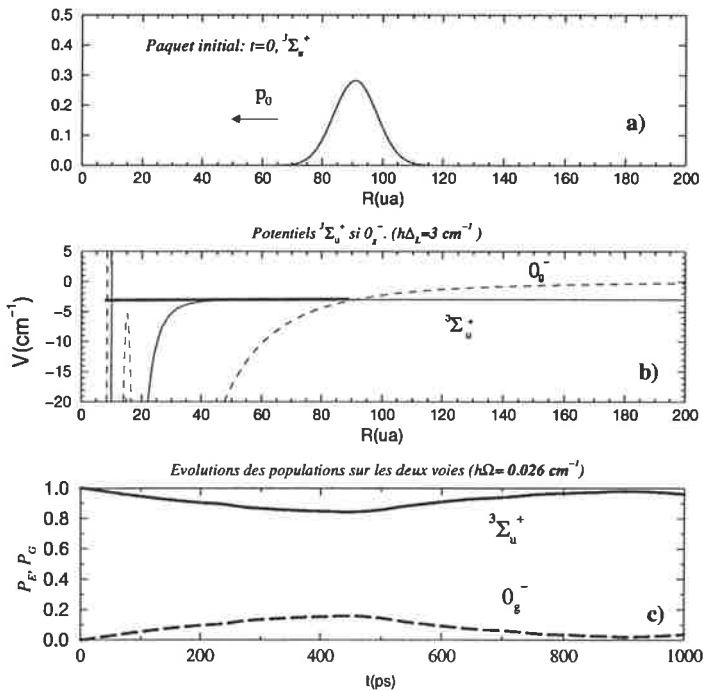 0.5
Paquet initial: t=0, ³Σᵤ⁺
0.4
0.3
p₀
0.2
0.1
a)
0.0
0 20 40 60 80 100 120 140 160 180 200
R(ua)
Potentiels ³Σᵤ⁺ si 0g⁻. (hΔL=3 cm⁻¹)
5
0g⁻
0
V(cm⁻¹)
-5
³Σᵤ⁺
-10
-15
b)
-20
0 20 40 60 80 100 120 140 160 180 200
R(ua)
Evolutions des populations sur les deux voies (hΩ= 0.026 cm⁻¹)
1.0
0.8
³Σᵤ⁺
0.6
P_E, P_G
0.4
0g⁻
0.2
c)
0.0
0 200 400 600 800 1000
t(ps)